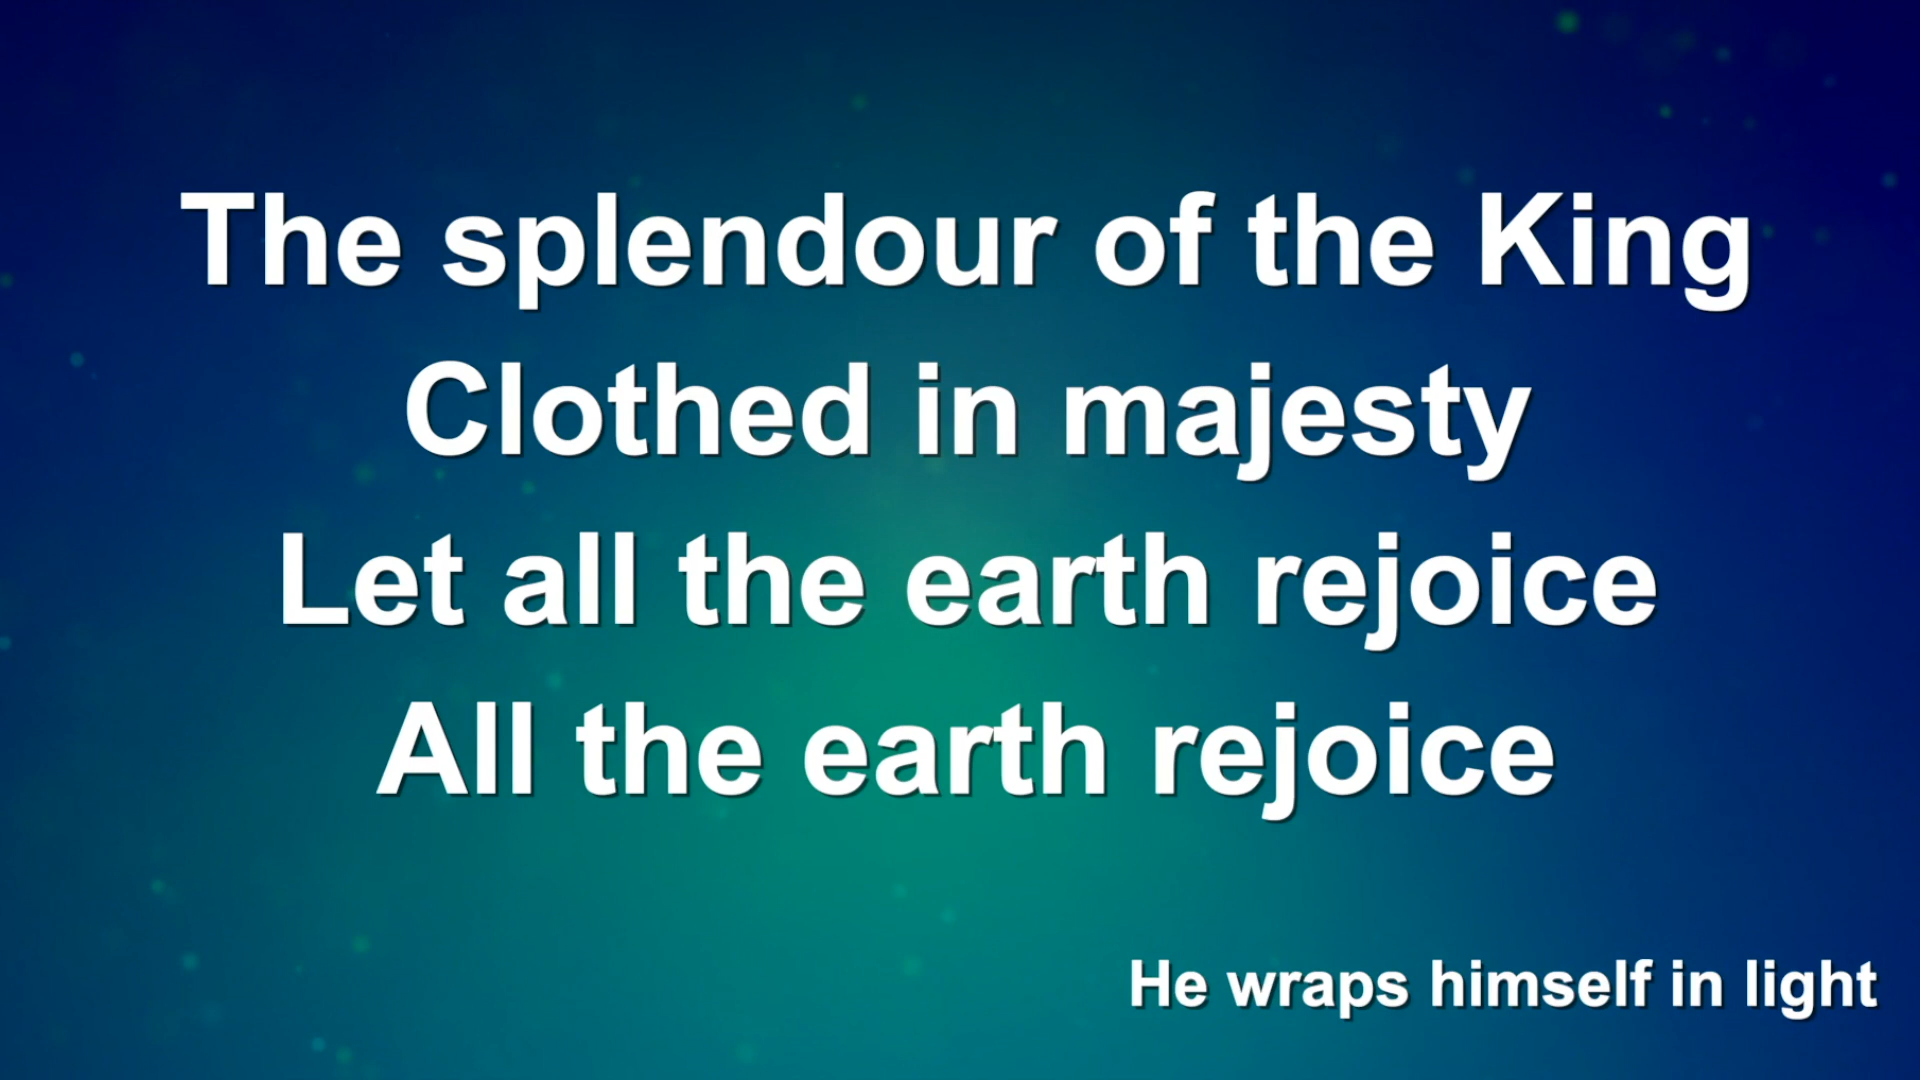 The splendour of the King
Clothed in majesty
Let all the earth rejoice
All the earth rejoice
He wraps himself in light